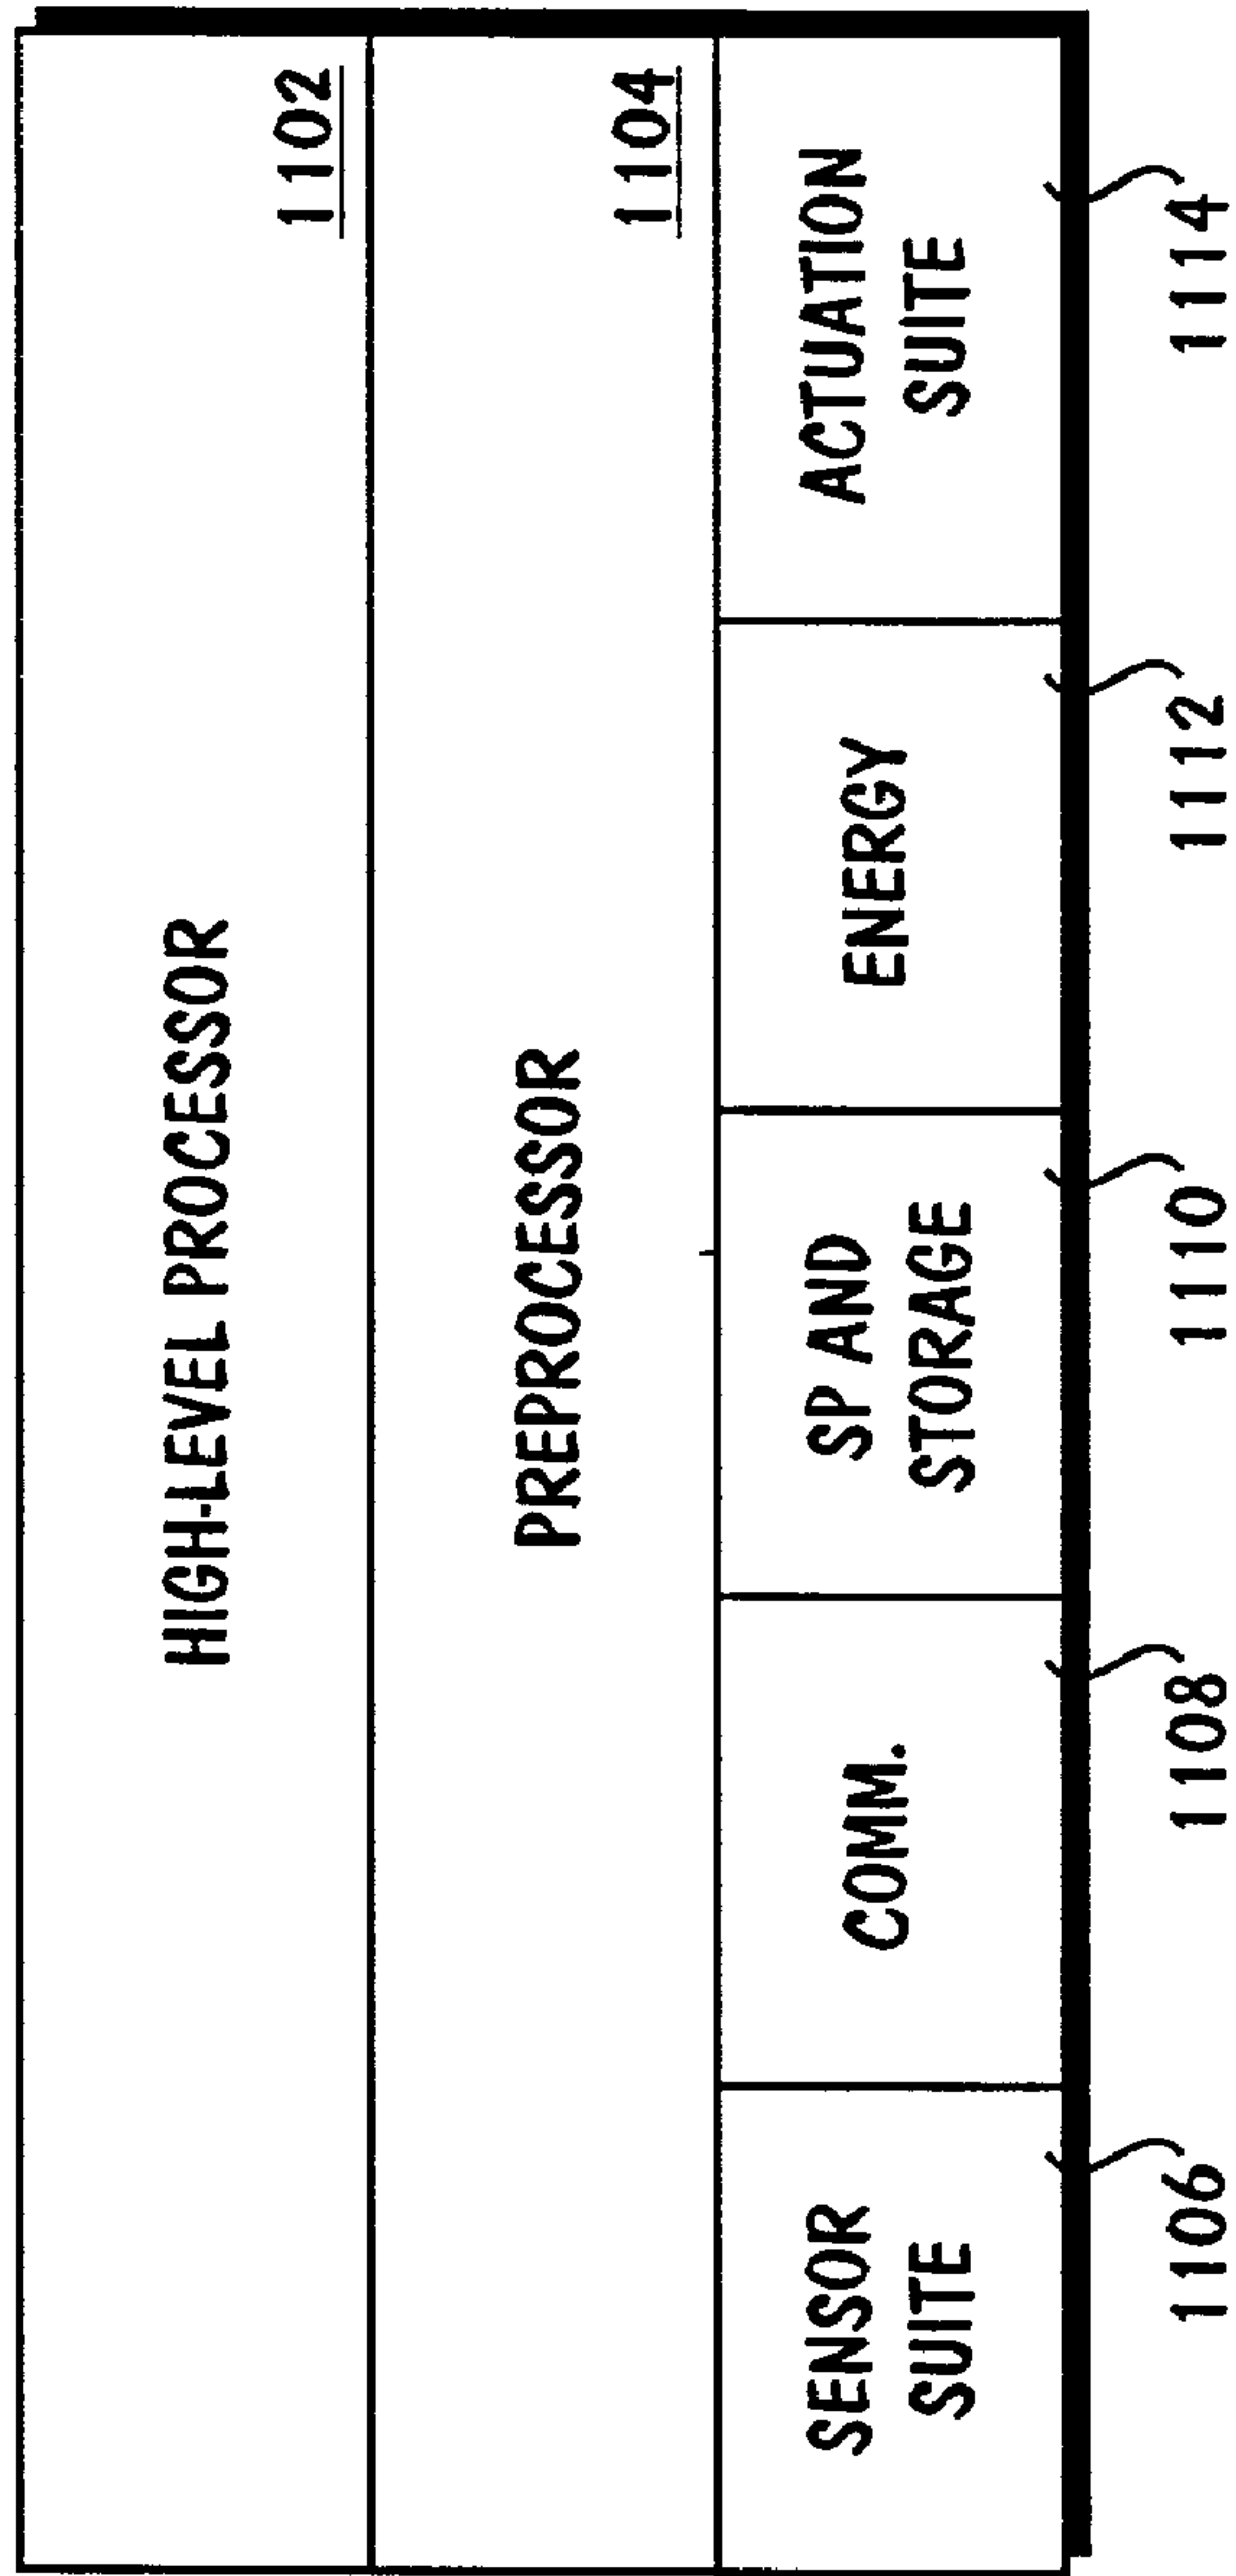 HIGH-LEVEL PROCESSOR
1102
PREPROCESSOR
1104
SENSOR
SUITE
COMM.
SP AND
STORAGE
ENERGY
ACTUATION
SUITE
1106
1108
1110
1112
1114